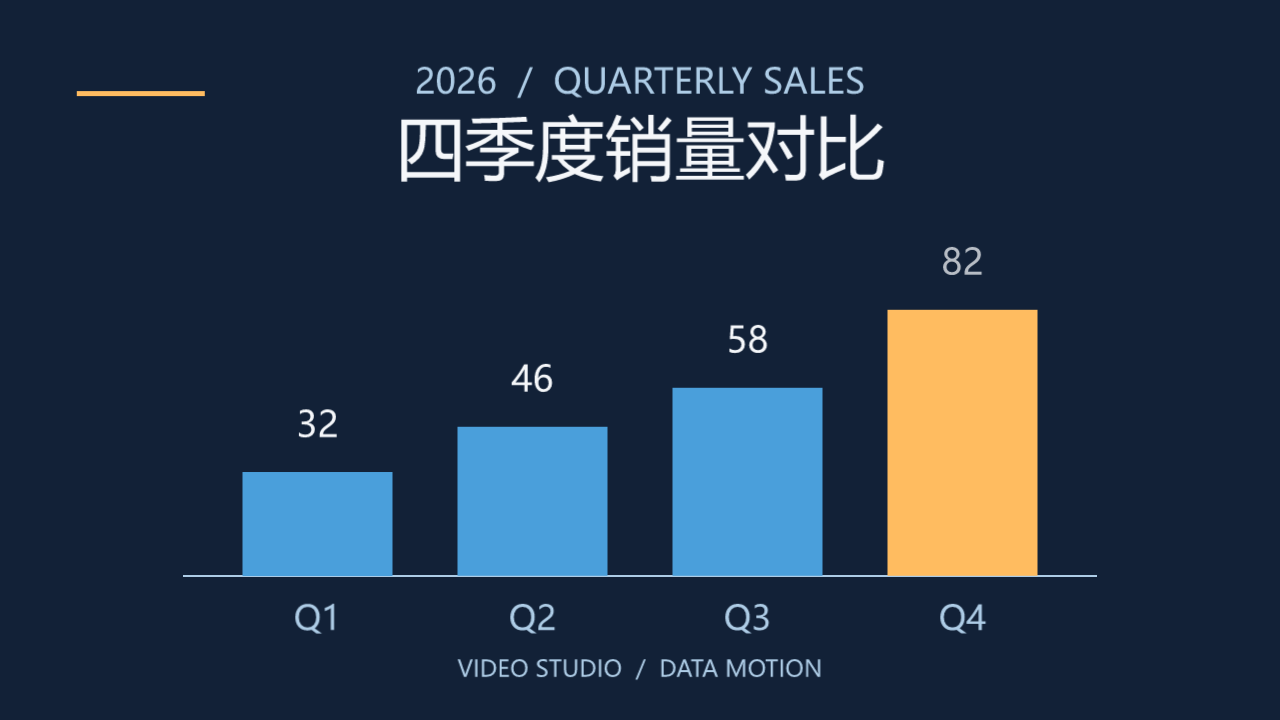 2026 / QUARTERLY SALES
四季度销量对比
82
58
46
32
Q1 Q2 Q3 Q4
VIDEO STUDIO / DATA MOTION